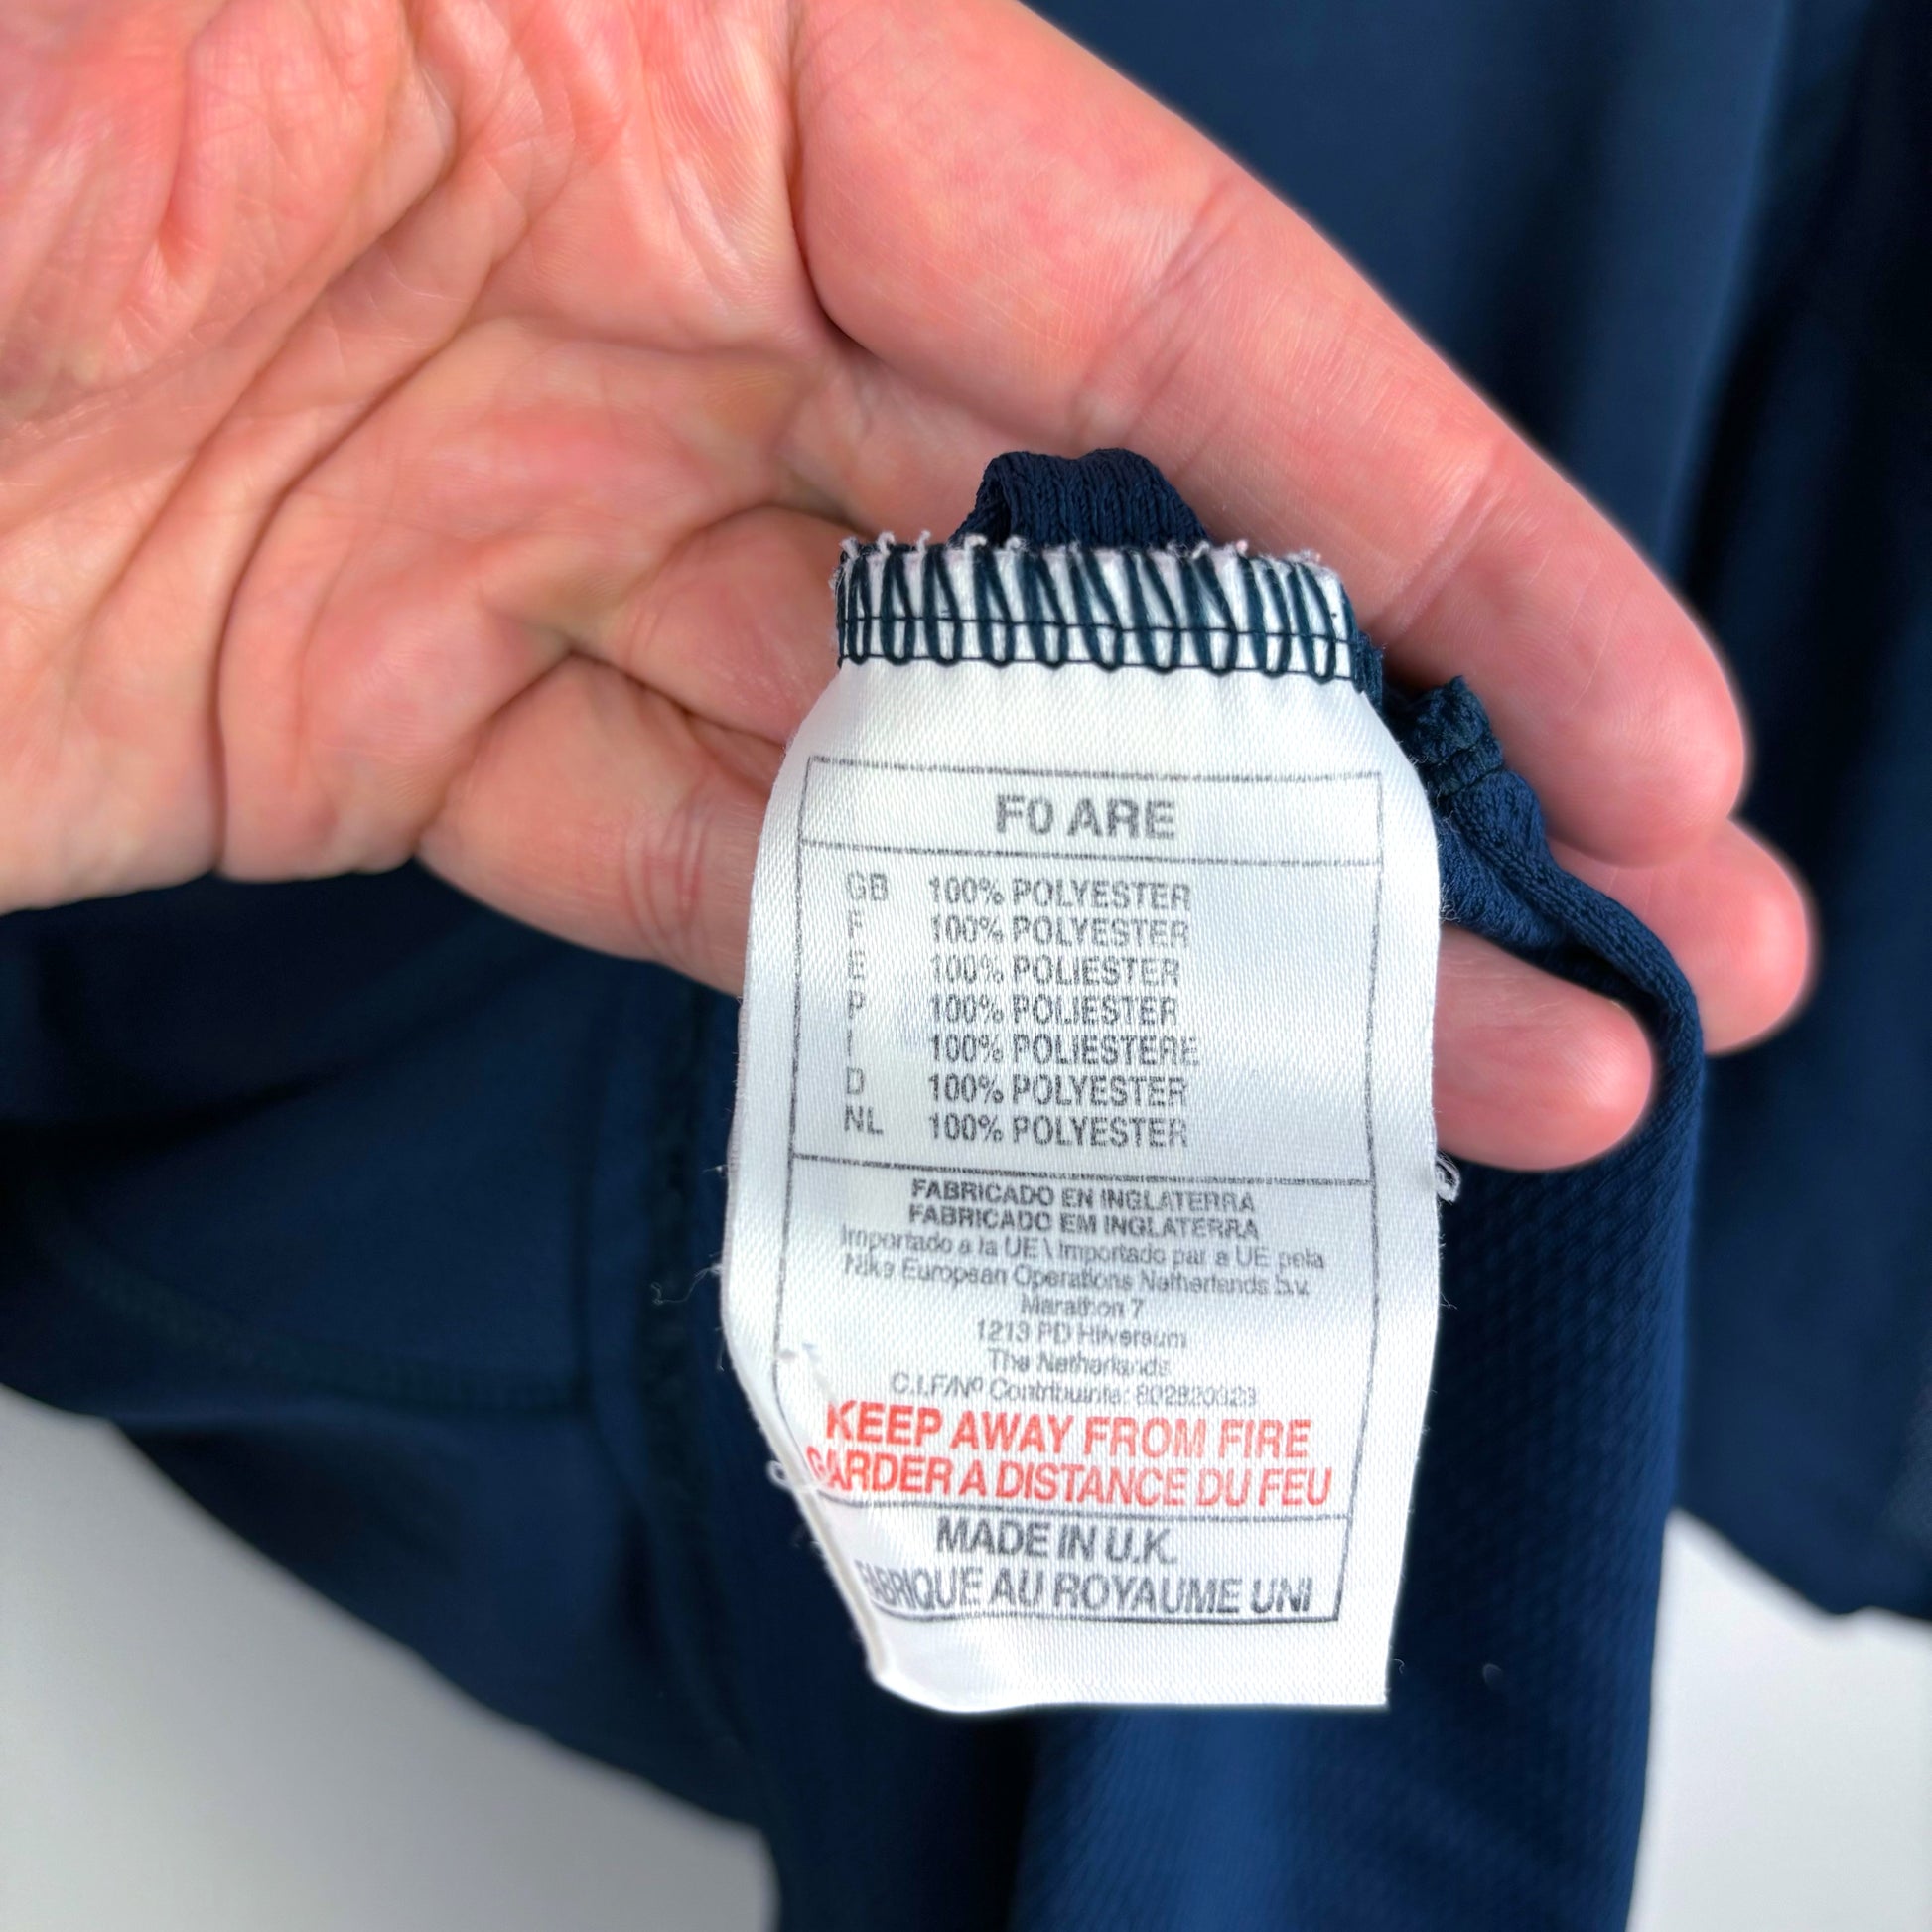 F0 ARE
GB 100% POLYESTER
F 100% POLYESTER
E 100% POLIESTER
P 100% POLIESTER
I 100% POLIESTERE
D 100% POLYESTER
NL 100% POLYESTER
FABRICADO EN INGLATERRA
FABRICADO EM INGLATERRA
Importado a la UE \ Importado par a UE pela
Nike European Operations Netherlands b.v.
Marathon 7
1213 PD Hilversum
The Netherlands
C.I.F/Nº Contribuinte:
KEEP AWAY FROM FIRE
GARDER A DISTANCE DU FEU
MADE IN U.K.
FABRIQUE AU ROYAUME UNI